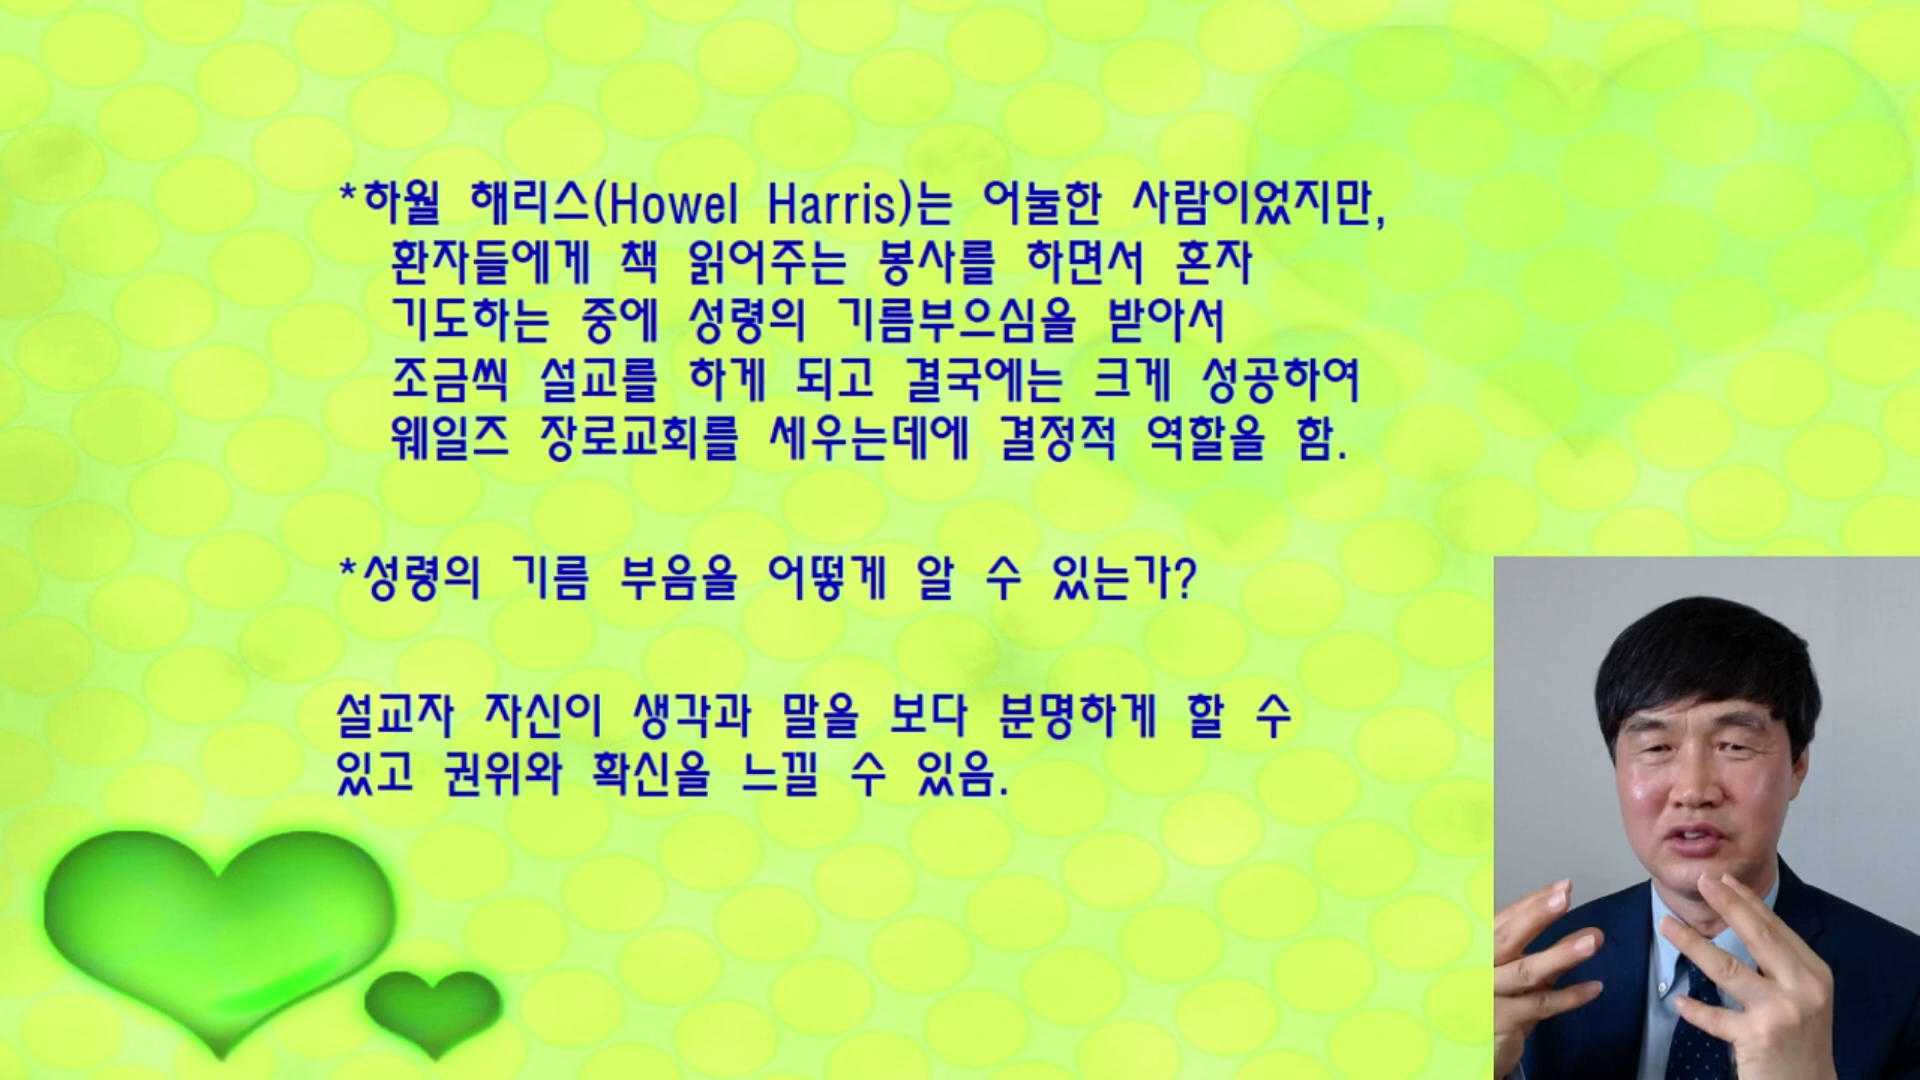 *하월 해리스(Howel Harris)는 어눌한 사람이었지만,
환자들에게 책 읽어주는 봉사를 하면서 혼자
기도하는 중에 성령의 기름부으심을 받아서
조금씩 설교를 하게 되고 결국에는 크게 성공하여
웨일즈 장로교회를 세우는데에 결정적 역할을 함.
*성령의 기름 부음을 어떻게 알 수 있는가?
설교자 자신이 생각과 말을 보다 분명하게 할 수
있고 권위와 확신을 느낄 수 있음.